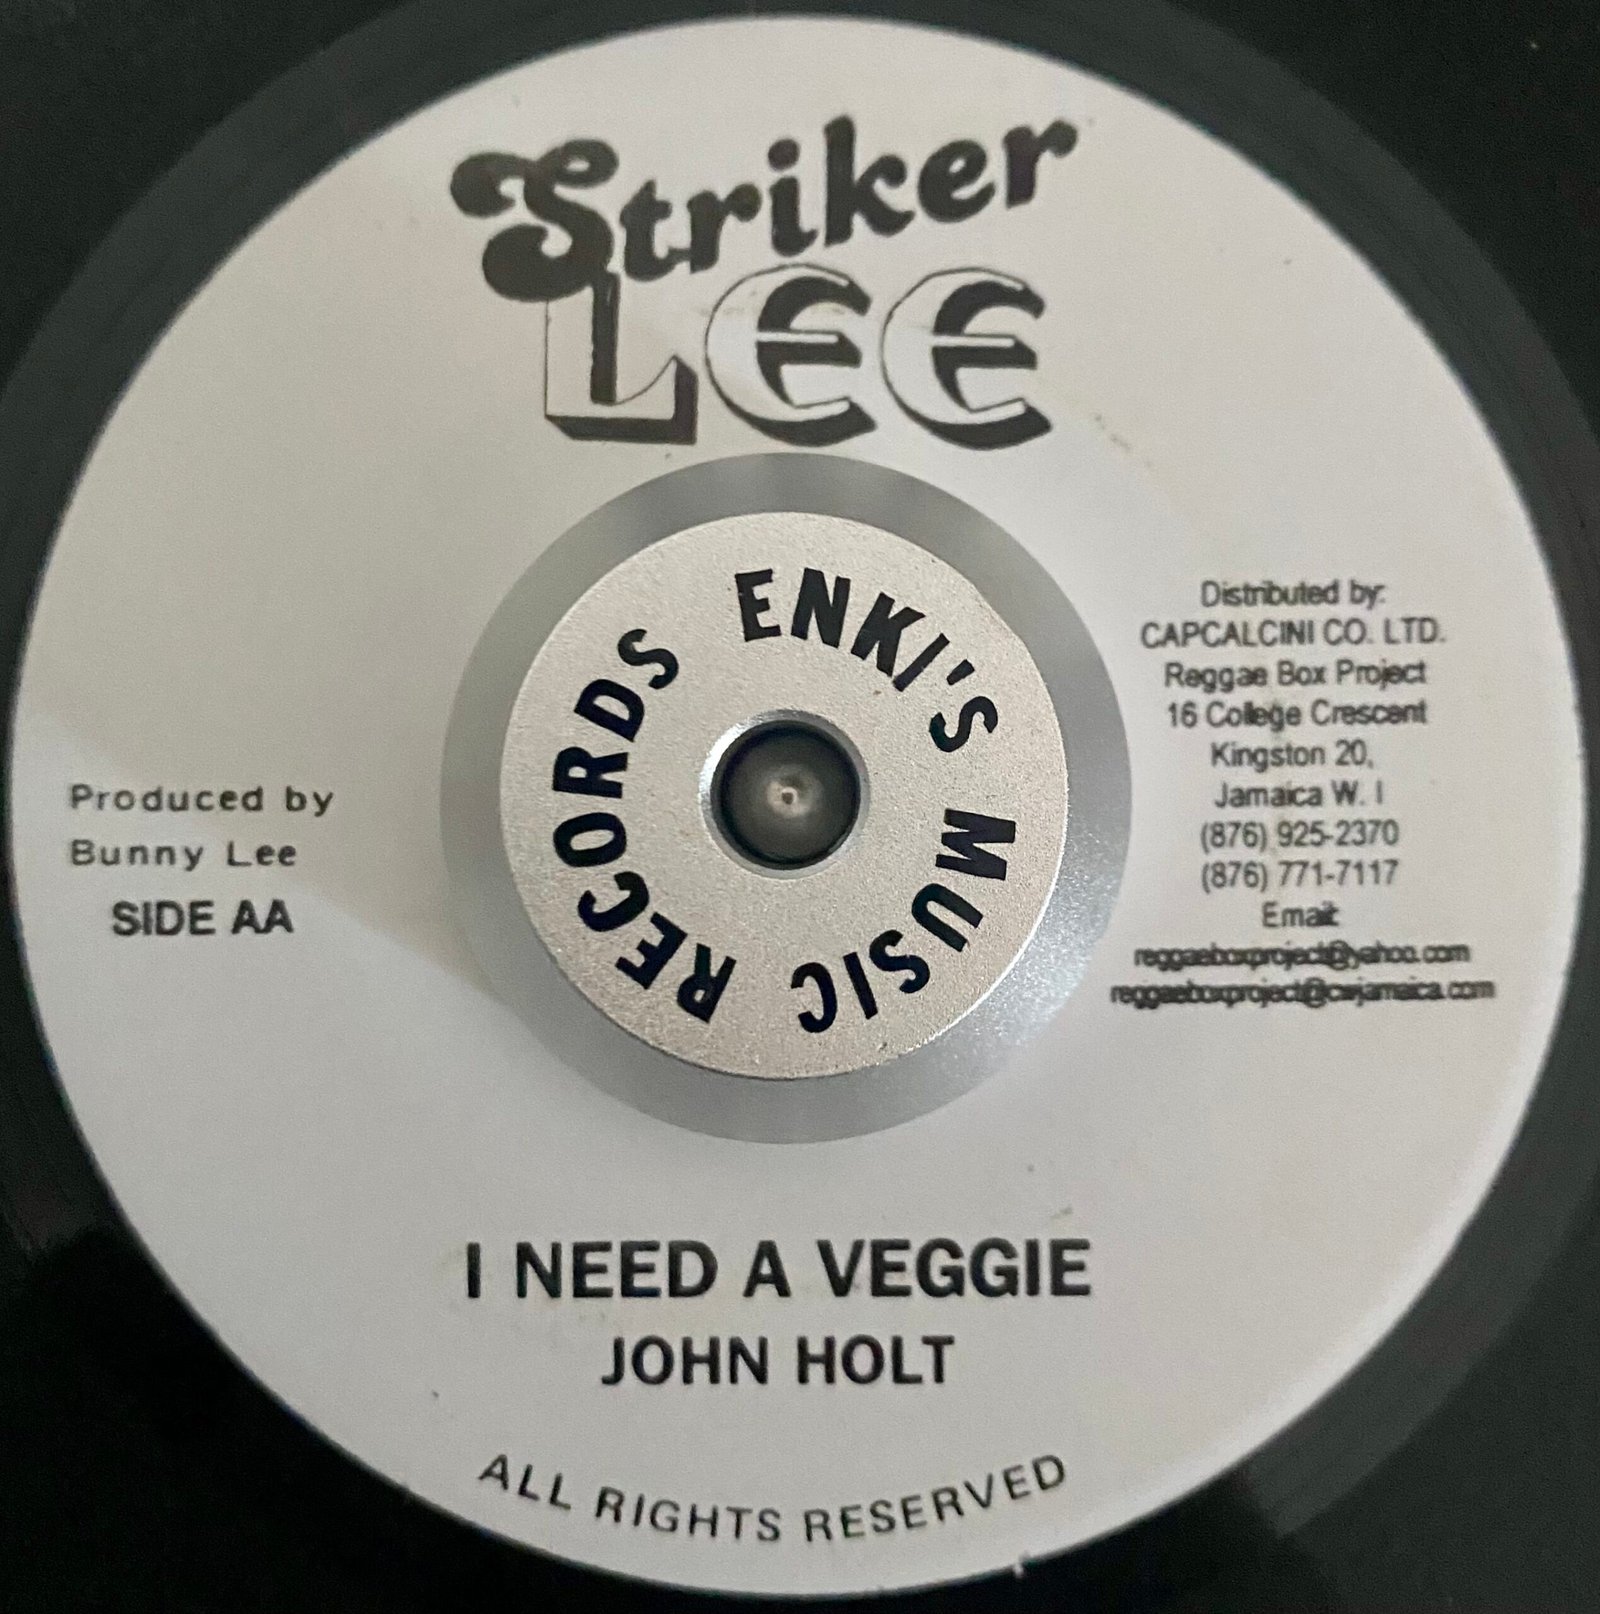 Striker
LEE
ENKI'S MUSIC RECORDS
Produced by
Bunny Lee
SIDE AA
Distributed by:
CAPCALCINI CO. LTD.
Reggae Box Project
16 College Crescent
Kingston 20,
Jamaica W. I
(876) 925-2370
(876) 771-7117
Email:
reggaeboxproject@yahoo.com
reggaeboxproject@cwjamaica.com
I NEED A VEGGIE
JOHN HOLT
ALL RIGHTS RESERVED